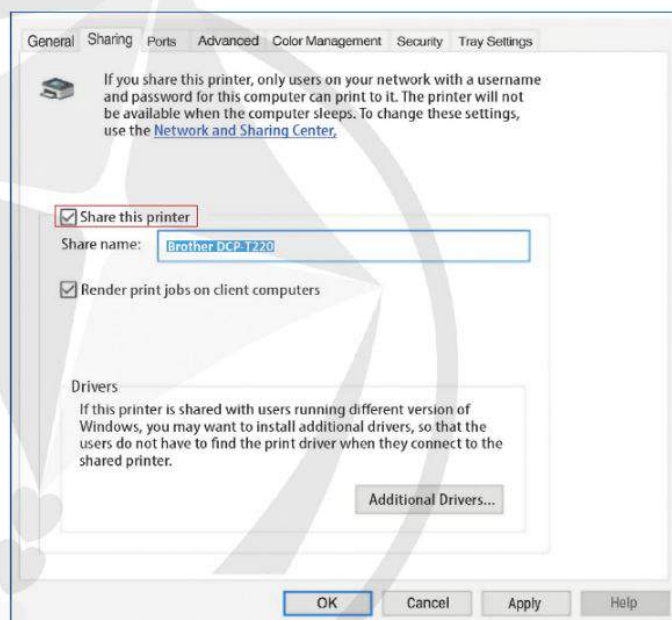 General Sharing Ports Advanced Color Management Security Tray Settings
If you share this printer, only users on your network with a username
and password for this computer can print to it. The printer will not
be available when the computer sleeps. To change these settings,
use the Network and Sharing Center,
Share this printer
Share name: Brother DCP-T220
Render print jobs on client computers
Drivers
If this printer is shared with users running different version of
Windows, you may want to install additional drivers, so that the
users do not have to find the print driver when they connect to the
shared printer.
Additional Drivers...
OK Cancel Apply Help